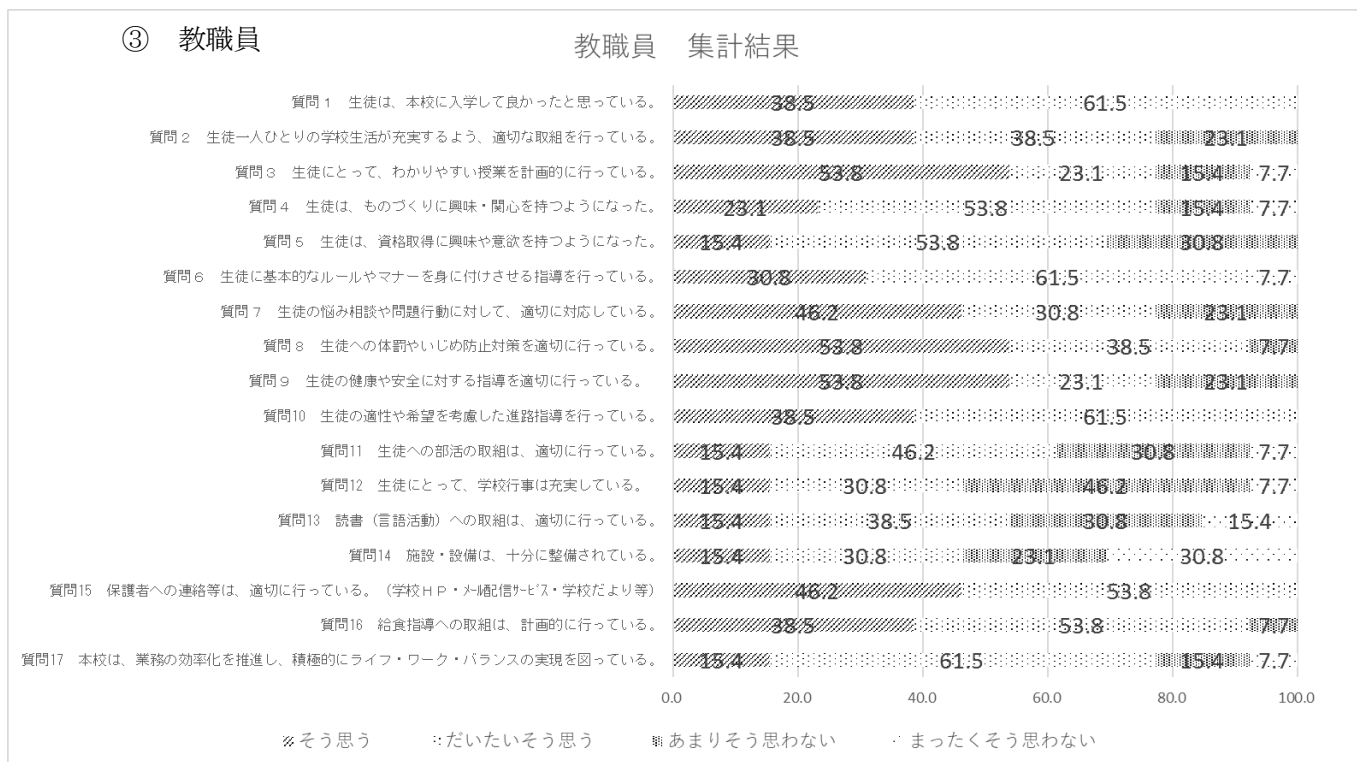 ③ 教職員
教職員 集計結果
質問1 生徒は、本校に入学して良かったと思っている。 38.5 61.5
質問2 生徒一人ひとりの学校生活が充実するよう、適切な取組を行っている。 38.5 38.5 23.1
質問3 生徒にとって、わかりやすい授業を計画的に行っている。 53.8 23.1 15.4 7.7
質問4 生徒は、ものづくりに興味・関心を持つようになった。 23.1 53.8 15.4 7.7
質問5 生徒は、資格取得に興味や意欲を持つようになった。 15.4 53.8 30.8
質問6 生徒に基本的なルールやマナーを身に付けさせる指導を行っている。 30.8 61.5 7.7
質問7 生徒の悩み相談や問題行動に対して、適切に対応している。 46.2 30.8 23.1
質問8 生徒への体罰やいじめ防止対策を適切に行っている。 53.8 38.5 7.7
質問9 生徒の健康や安全に対する指導を適切に行っている。 53.8 23.1 23.1
質問10 生徒の適性や希望を考慮した進路指導を行っている。 38.5 61.5
質問11 生徒への部活の取組は、適切に行っている。 15.4 46.2 30.8 7.7
質問12 生徒にとって、学校行事は充実している。 15.4 30.8 46.2 7.7
質問13 読書（言語活動）への取組は、適切に行っている。 15.4 38.5 30.8 15.4
質問14 施設・設備は、十分に整備されている。 15.4 30.8 23.1 30.8
質問15 保護者への連絡等は、適切に行っている。（学校ＨＰ・ﾒｰﾙ配信ｻｰﾋﾞｽ・学校だより等） 46.2 53.8
質問16 給食指導への取組は、計画的に行っている。 38.5 53.8 7.7
質問17 本校は、業務の効率化を推進し、積極的にライフ・ワーク・バランスの実現を図っている。 15.4 61.5 15.4 7.7
0.0 20.0 40.0 60.0 80.0 100.0
そう思う だいたいそう思う あまりそう思わない まったくそう思わない